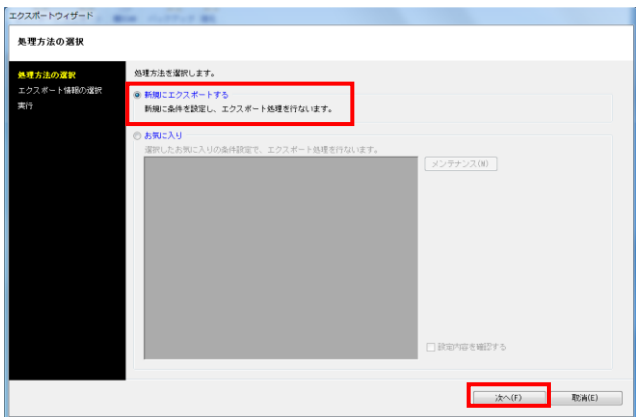 エクスポートウィザード
処理方法の選択
処理方法の選択
エクスポート情報の選択
実行
処理方法を選択します。
新規にエクスポートする
新規に条件を設定し、エクスポート処理を行ないます。
お気に入り
選択したお気に入りの条件設定で、エクスポート処理を行ないます。
メンテナンス(M)
設定内容を確認する
次へ(F)
取消(E)